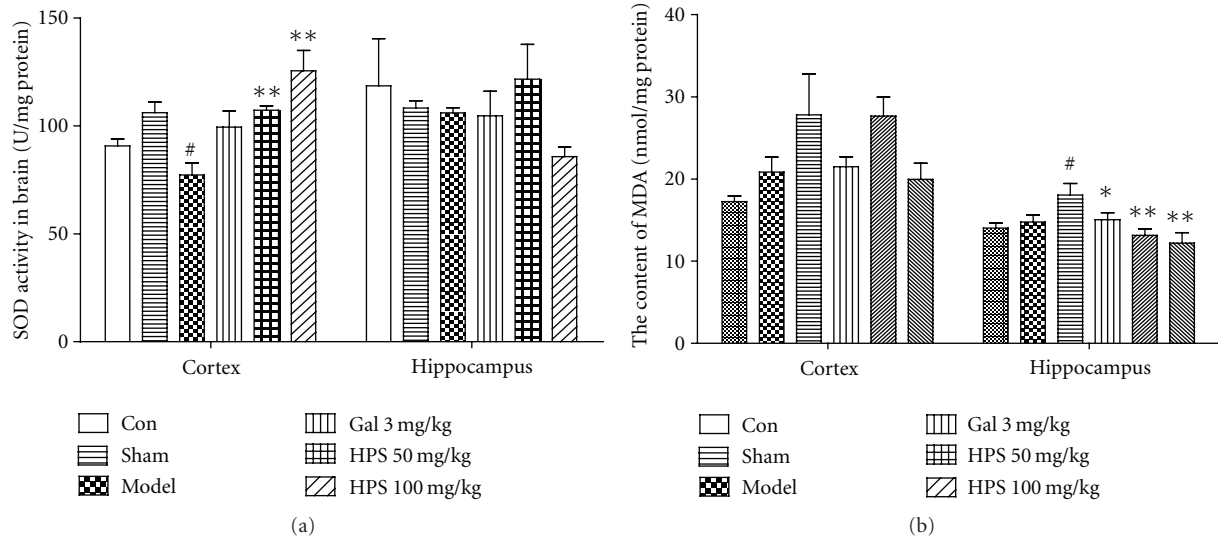 150
100
50
0
SOD activity in brain (U/mg protein)
#
**
**
Cortex
Hippocampus
Con
Sham
Model
Gal 3 mg/kg
HPS 50 mg/kg
HPS 100 mg/kg
(a)
40
30
20
10
0
The content of MDA (nmol/mg protein)
#
*
**
**
Cortex
Hippocampus
Con
Sham
Model
Gal 3 mg/kg
HPS 50 mg/kg
HPS 100 mg/kg
(b)